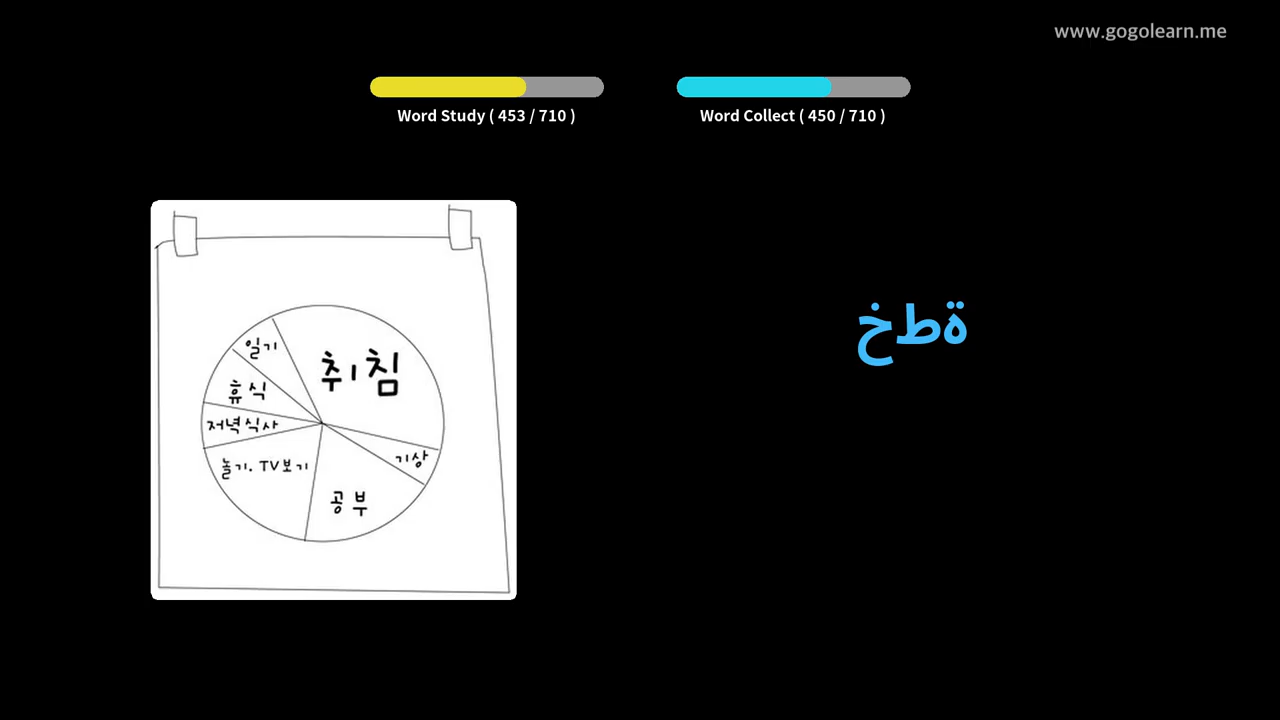 www.gogolearn.me
Word Study ( 453 / 710 )
Word Collect ( 450 / 710 )
일기
취침
휴식
저녁식사
놀기. TV보기
기상
공부
ةطخ